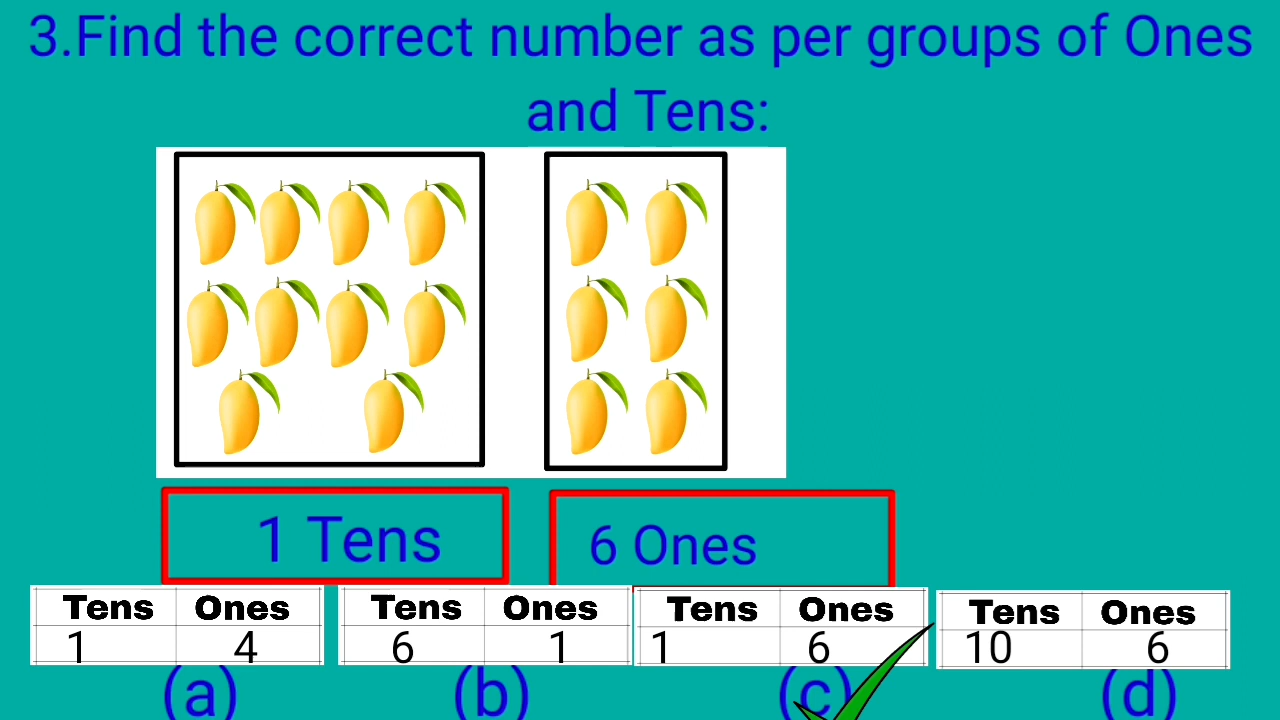 3.Find the correct number as per groups of Ones
and Tens:
1 Tens
6 Ones
Tens Ones
1 4
Tens Ones
6 1
Tens Ones
1 6
Tens Ones
10 6
(a)
(b)
(c)
(d)